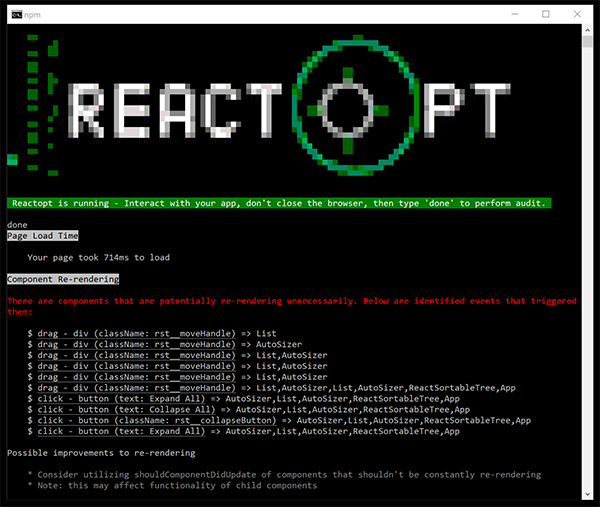 npm
REACTOPT
Reactopt is running - Interact with your app, don't close the browser, then type 'done' to perform audit.
done
Page Load Time
Your page took 714ms to load
Component Re-rendering
There are components that are potentially re-rendering unnecessarily. Below are identified events that triggered
them:
$ drag - div (className: rst__moveHandle) => List
$ drag - div (className: rst__moveHandle) => AutoSizer
$ drag - div (className: rst__moveHandle) => List,AutoSizer
$ drag - div (className: rst__moveHandle) => List,AutoSizer
$ drag - div (className: rst__moveHandle) => List,AutoSizer
$ drag - div (className: rst__moveHandle) => List,AutoSizer,List,AutoSizer,ReactSortableTree,App
$ click - button (text: Expand All) => AutoSizer,List,AutoSizer,ReactSortableTree,App
$ click - button (text: Collapse All) => AutoSizer,List,AutoSizer,ReactSortableTree,App
$ click - button (className: rst__collapseButton) => AutoSizer,List,AutoSizer,ReactSortableTree,App
$ click - button (text: Expand All) => AutoSizer,List,AutoSizer,ReactSortableTree,App
Possible improvements to re-rendering
* Consider utilizing shouldComponentDidUpdate of components that shouldn't be constantly re-rendering
* Note: this may affect functionality of child components